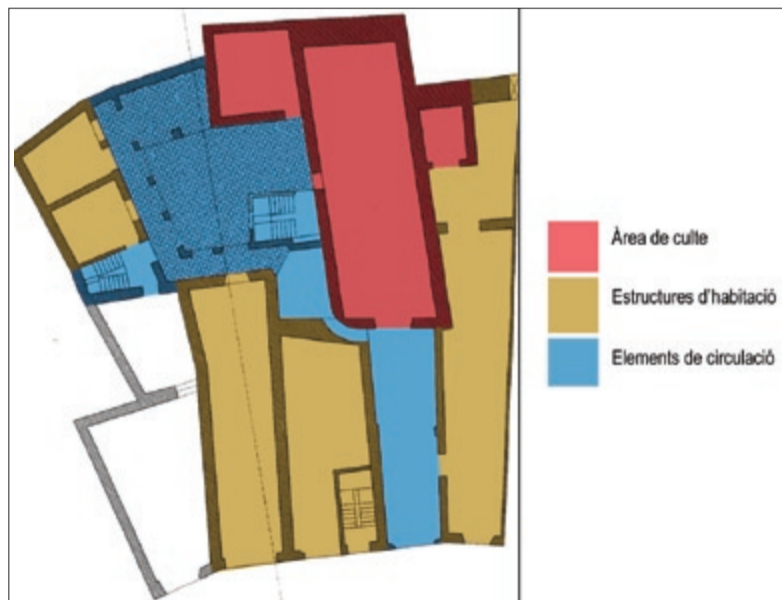 Àrea de culte
Estructures d'habitació
Elements de circulació